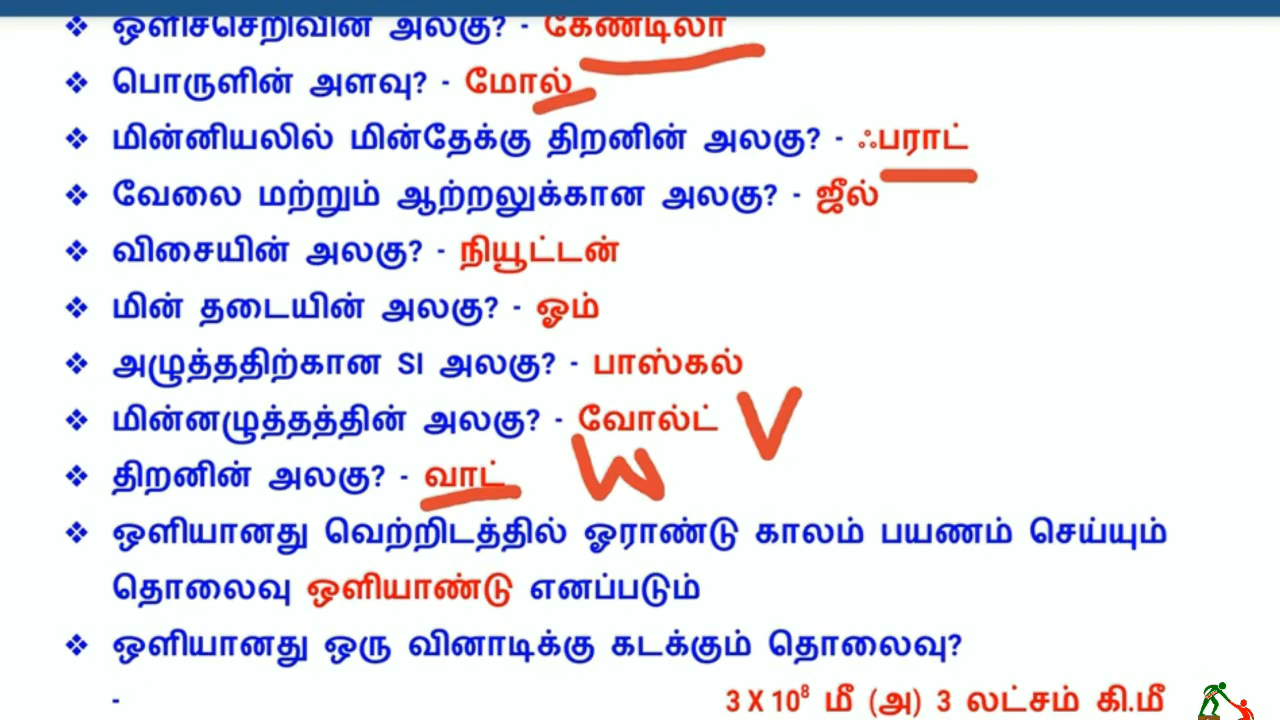 ❖ ஒளிச்செறிவின் அலகு? - கேண்டிலா
❖ பொருளின் அளவு? - மோல்
❖ மின்னியலில் மின்தேக்கு திறனின் அலகு? - ஃபராட்
❖ வேலை மற்றும் ஆற்றலுக்கான அலகு? - ஜீல்
❖ விசையின் அலகு? - நியூட்டன்
❖ மின் தடையின் அலகு? - ஓம்
❖ அழுத்ததிற்கான SI அலகு? - பாஸ்கல்
❖ மின்னழுத்தத்தின் அலகு? - வோல்ட் V
❖ திறனின் அலகு? - வாட் W
❖ ஒளியானது வெற்றிடத்தில் ஓராண்டு காலம் பயணம் செய்யும்
தொலைவு ஒளியாண்டு எனப்படும்
❖ ஒளியானது ஒரு வினாடிக்கு கடக்கும் தொலைவு?
- 3 X 10⁸ மீ (அ) 3 லட்சம் கி.மீ